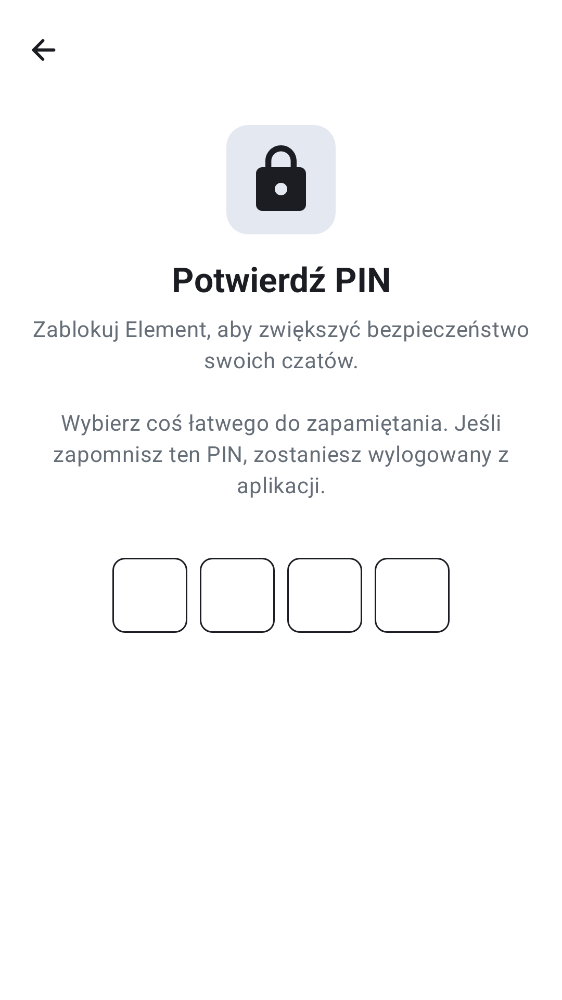 Potwierdź PIN
Zablokuj Element, aby zwiększyć bezpieczeństwo
swoich czatów.
Wybierz coś łatwego do zapamiętania. Jeśli
zapomnisz ten PIN, zostaniesz wylogowany z
aplikacji.